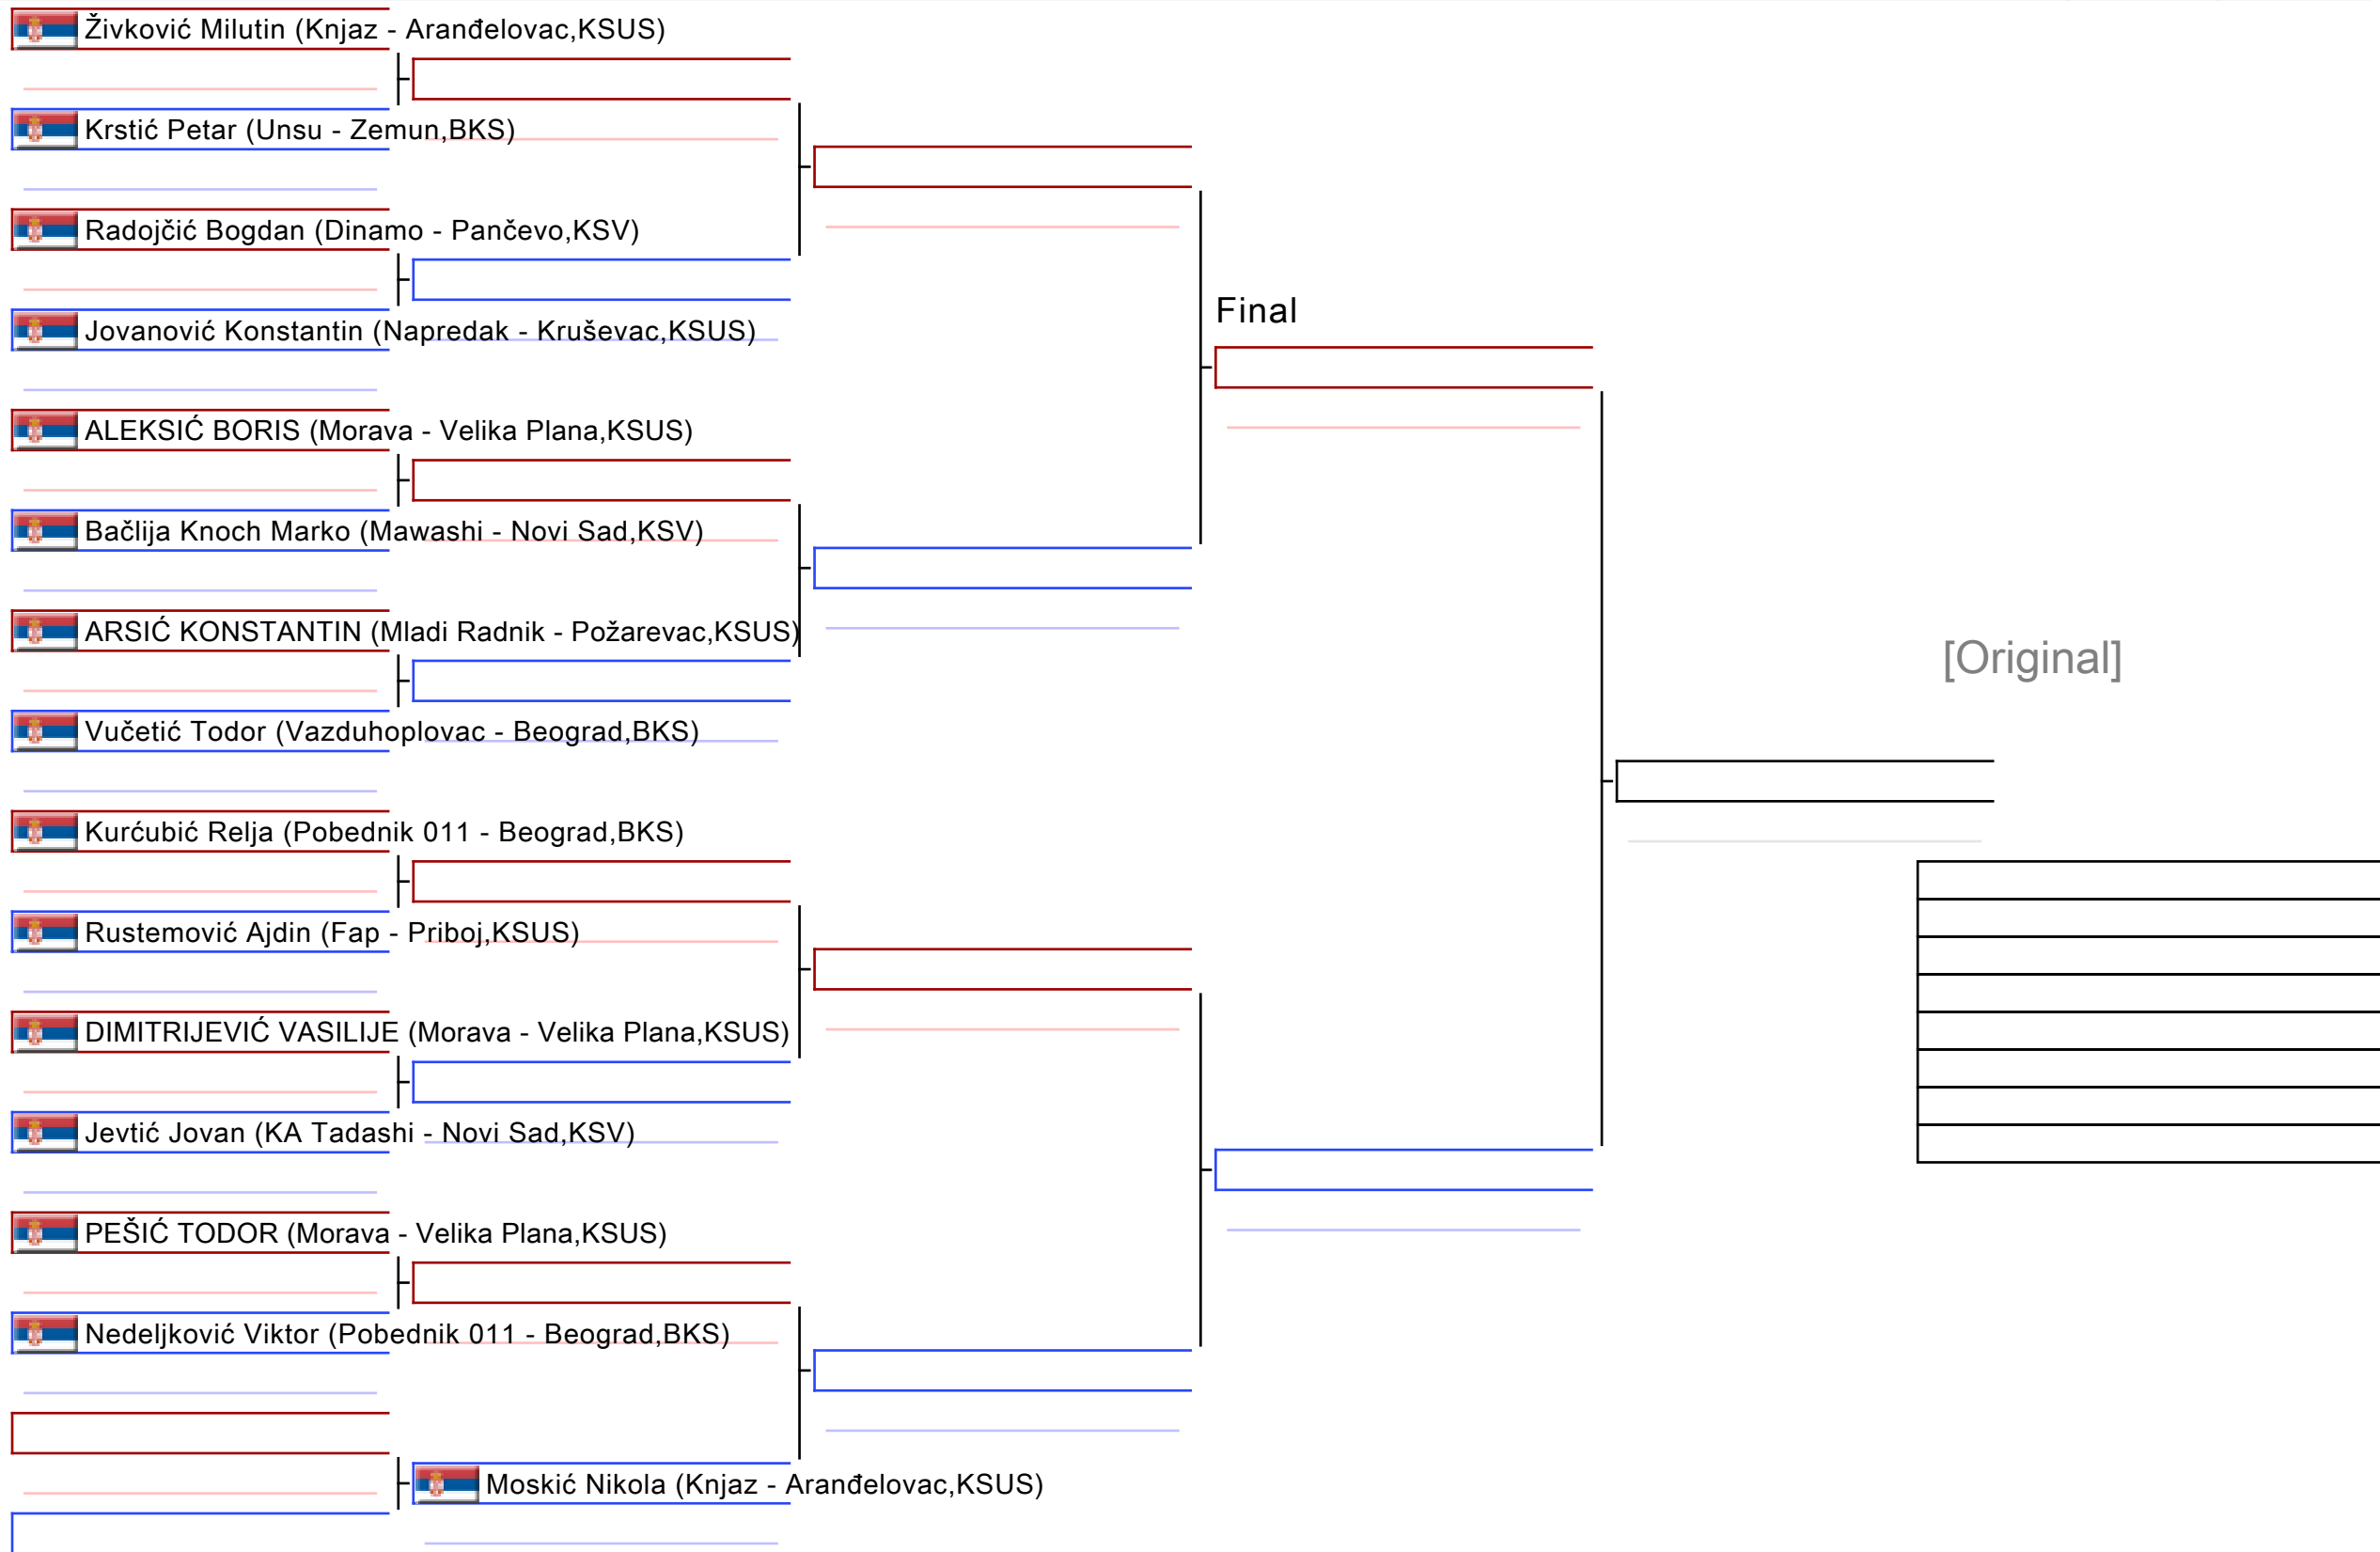 Živković Milutin (Knjaz - Aranđelovac,KSUS)
Krstić Petar (Unsu - Zemun,BKS)
Radojčić Bogdan (Dinamo - Pančevo,KSV)
Final
Jovanović Konstantin (Napredak - Kruševac,KSUS)
ALEKSIĆ BORIS (Morava - Velika Plana,KSUS)
Bačlija Knoch Marko (Mawashi - Novi Sad,KSV)
ARSIĆ KONSTANTIN (Mladi Radnik - Požarevac,KSUS)
[Original]
Vučetić Todor (Vazduhoplovac - Beograd,BKS)
Kurćubić Relja (Pobednik 011 - Beograd,BKS)
Rustemović Ajdin (Fap - Priboj,KSUS)
DIMITRIJEVIĆ VASILIJE (Morava - Velika Plana,KSUS)
Jevtić Jovan (KA Tadashi - Novi Sad,KSV)
PEŠIĆ TODOR (Morava - Velika Plana,KSUS)
Nedeljković Viktor (Pobednik 011 - Beograd,BKS)
Moskić Nikola (Knjaz - Aranđelovac,KSUS)